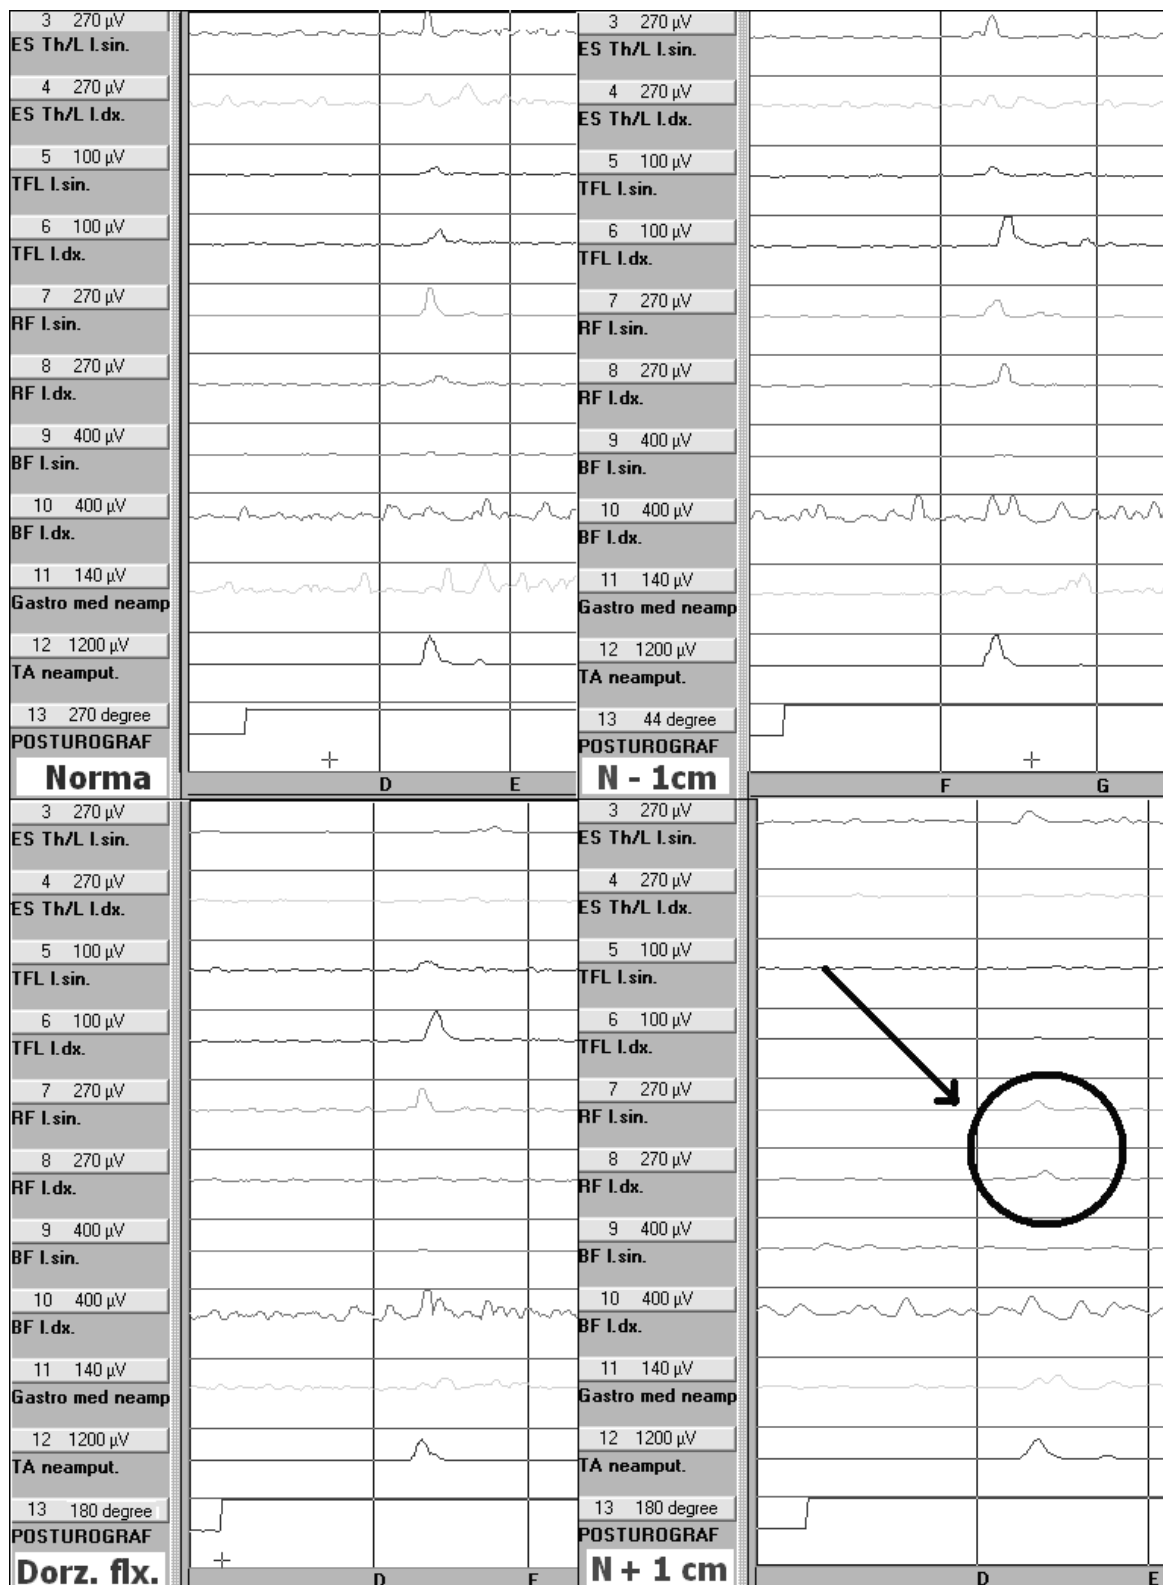 3 270 µV
ES Th/L l.sin.
4 270 µV
ES Th/L l.dx.
5 100 µV
TFL l.sin.
6 100 µV
TFL l.dx.
7 270 µV
RF l.sin.
8 270 µV
RF l.dx.
9 400 µV
BF l.sin.
10 400 µV
BF l.dx.
11 140 µV
Gastro med neamp
12 1200 µV
TA neamput.
13 270 degree
POSTUROGRAF
Norma
D E
3 270 µV
ES Th/L l.sin.
4 270 µV
ES Th/L l.dx.
5 100 µV
TFL l.sin.
6 100 µV
TFL l.dx.
7 270 µV
RF l.sin.
8 270 µV
RF l.dx.
9 400 µV
BF l.sin.
10 400 µV
BF l.dx.
11 140 µV
Gastro med neamp
12 1200 µV
TA neamput.
13 44 degree
POSTUROGRAF
N - 1cm
F G
3 270 µV
ES Th/L l.sin.
4 270 µV
ES Th/L l.dx.
5 100 µV
TFL l.sin.
6 100 µV
TFL l.dx.
7 270 µV
RF l.sin.
8 270 µV
RF l.dx.
9 400 µV
BF l.sin.
10 400 µV
BF l.dx.
11 140 µV
Gastro med neamp
12 1200 µV
TA neamput.
13 180 degree
POSTUROGRAF
Dorz. flx.
D
3 270 µV
ES Th/L l.sin.
4 270 µV
ES Th/L l.dx.
5 100 µV
TFL l.sin.
6 100 µV
TFL l.dx.
7 270 µV
RF l.sin.
8 270 µV
RF l.dx.
9 400 µV
BF l.sin.
10 400 µV
BF l.dx.
11 140 µV
Gastro med neamp
12 1200 µV
TA neamput.
13 180 degree
POSTUROGRAF
N + 1 cm
D E